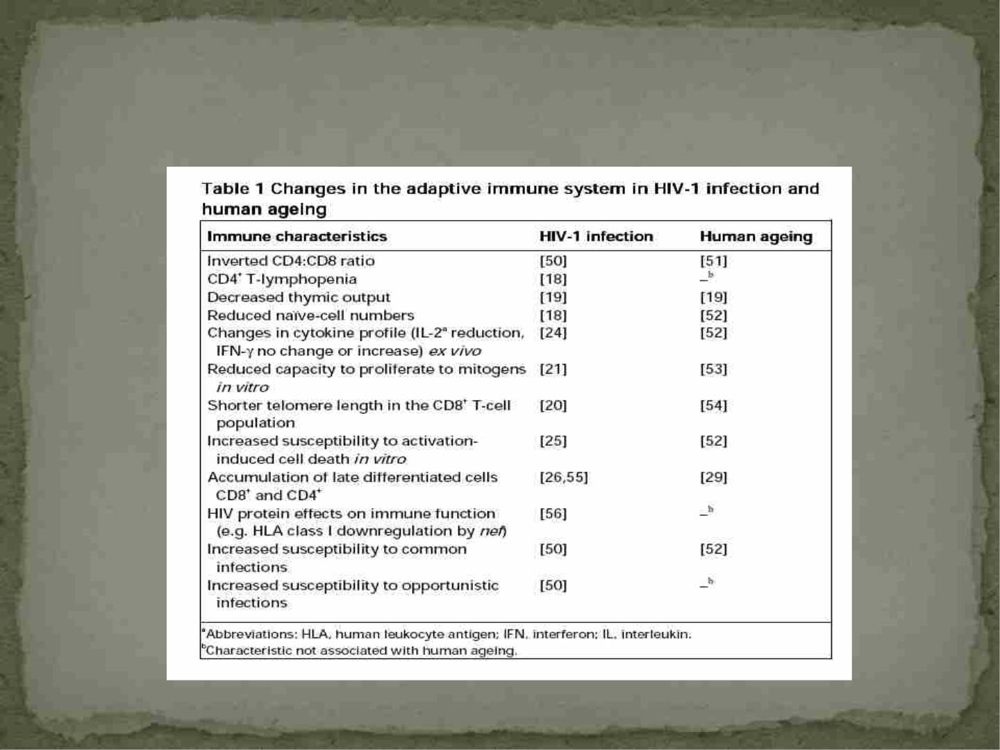 Table 1 Changes in the adaptive immune system in HIV-1 infection and
human ageing
Immune characteristics HIV-1 infection Human ageing
Inverted CD4:CD8 ratio [50] [51]
CD4⁺ T-lymphopenia [18] –ᵇ
Decreased thymic output [19] [19]
Reduced naïve-cell numbers [18] [52]
Changes in cytokine profile (IL-2ᵃ reduction, [24] [52]
IFN-γ no change or increase) ex vivo
Reduced capacity to proliferate to mitogens [21] [53]
in vitro
Shorter telomere length in the CD8⁺ T-cell [20] [54]
population
Increased susceptibility to activation- [25] [52]
induced cell death in vitro
Accumulation of late differentiated cells [26,55] [29]
CD8⁺ and CD4⁺
HIV protein effects on immune function [56] –ᵇ
(e.g. HLA class I downregulation by nef)
Increased susceptibility to common [50] [52]
infections
Increased susceptibility to opportunistic [50] –ᵇ
infections
ᵃAbbreviations: HLA, human leukocyte antigen; IFN, interferon; IL, interleukin.
ᵇCharacteristic not associated with human ageing.